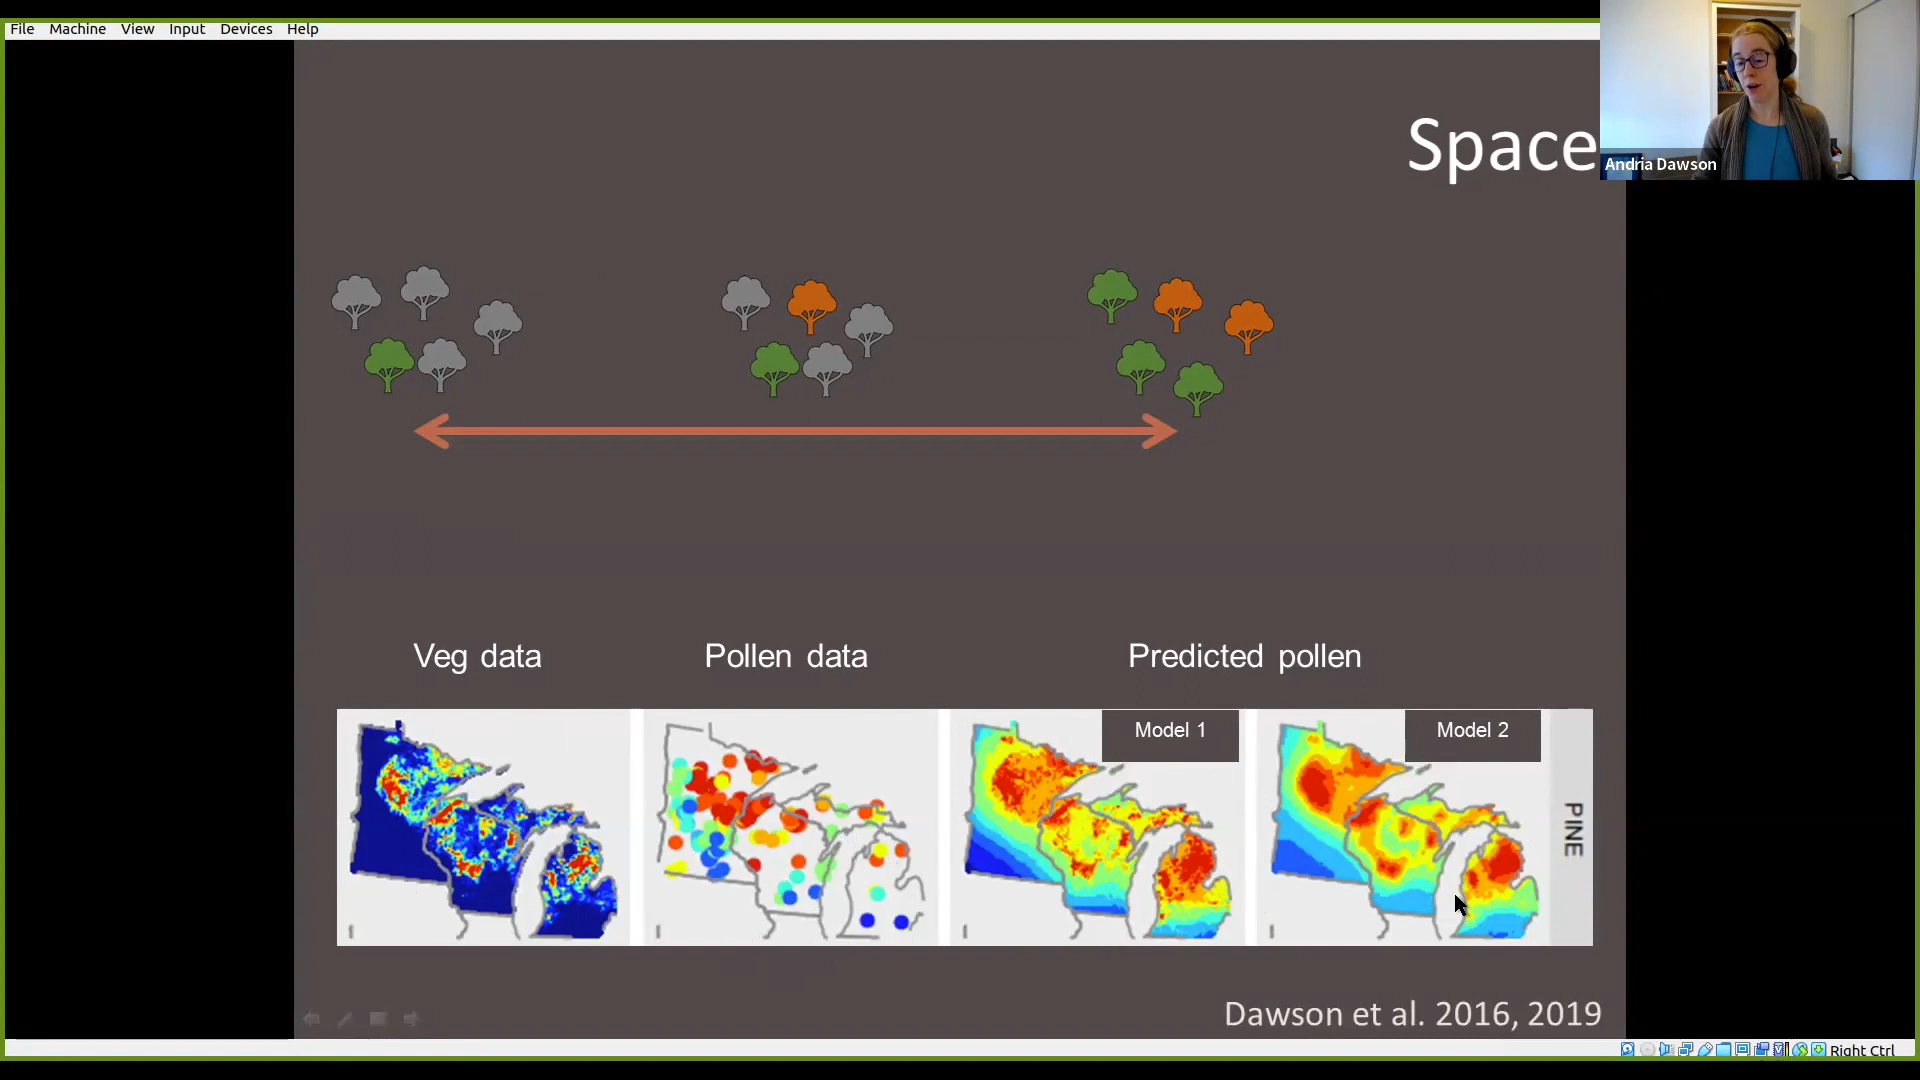 File Machine View Input Devices Help
Space
Andria Dawson
Veg data
Pollen data
Predicted pollen
Model 1
Model 2
PINE
Dawson et al. 2016, 2019
Right Ctrl